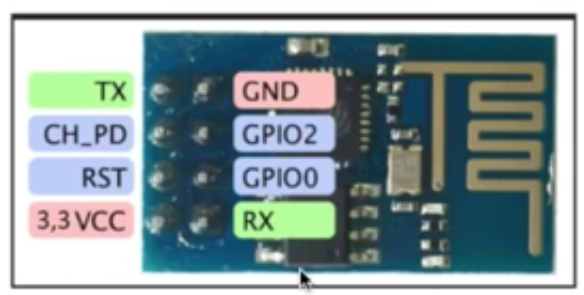 TX GND
CH_PD GPIO2
RST GPIO0
3,3 VCC RX